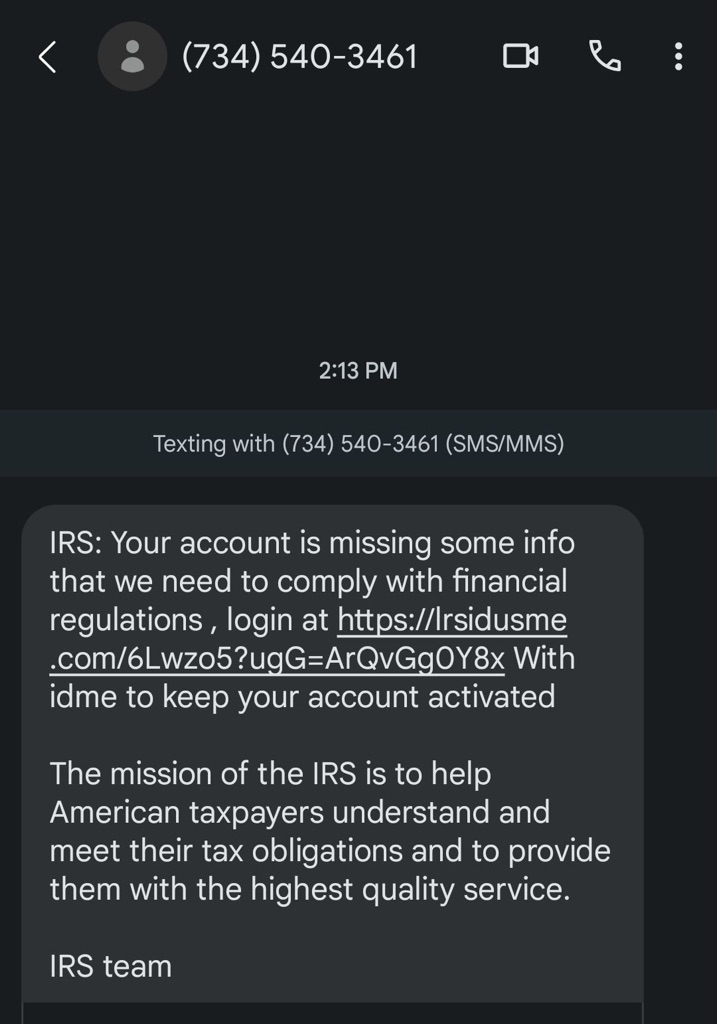 (734) 540-3461
2:13 PM
Texting with (734) 540-3461 (SMS/MMS)
IRS: Your account is missing some info
that we need to comply with financial
regulations , login at https://lrsidusme
.com/6Lwzo5?ugG=ArQvGg0Y8x With
idme to keep your account activated
The mission of the IRS is to help
American taxpayers understand and
meet their tax obligations and to provide
them with the highest quality service.
IRS team